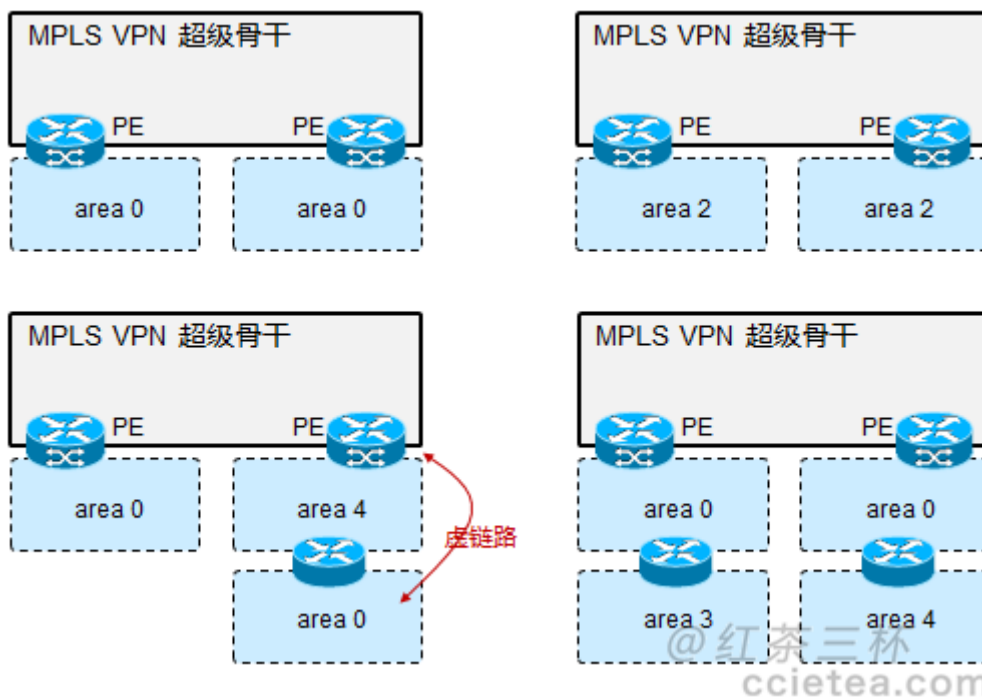 MPLS VPN 超级骨干
PE
PE
area 0
area 0
MPLS VPN 超级骨干
PE
PE
area 2
area 2
MPLS VPN 超级骨干
PE
PE
area 0
area 4
虚链路
area 0
MPLS VPN 超级骨干
PE
PE
area 0
area 0
area 3
area 4
@红茶三杯
ccietea.com